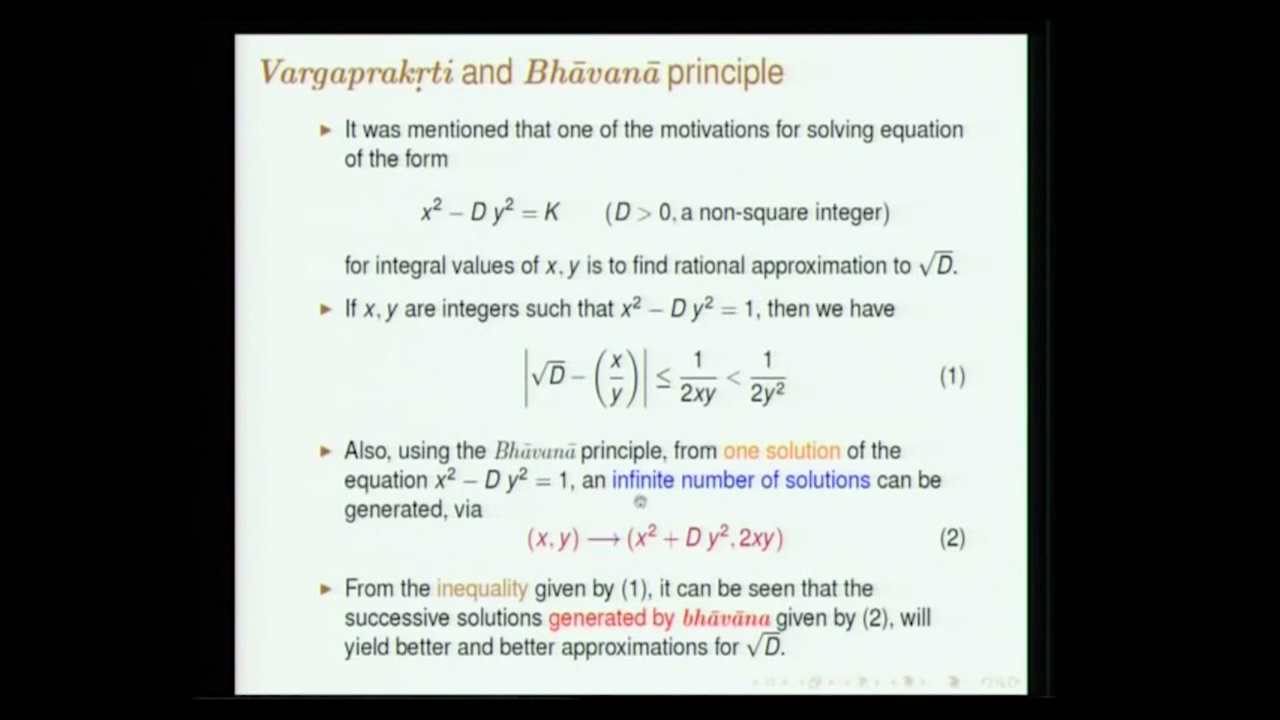 Vargaprakṛti and Bhāvanā principle
▸ It was mentioned that one of the motivations for solving equation
of the form
x² − D y² = K (D > 0, a non-square integer)
for integral values of x, y is to find rational approximation to √D.
▸ If x, y are integers such that x² − D y² = 1, then we have
|√D − (x/y)| ≤ 1/2xy < 1/2y² (1)
▸ Also, using the Bhāvanā principle, from one solution of the
equation x² − D y² = 1, an infinite number of solutions can be
generated, via
(x, y) ⟶ (x² + D y², 2xy) (2)
▸ From the inequality given by (1), it can be seen that the
successive solutions generated by bhāvāna given by (2), will
yield better and better approximations for √D.